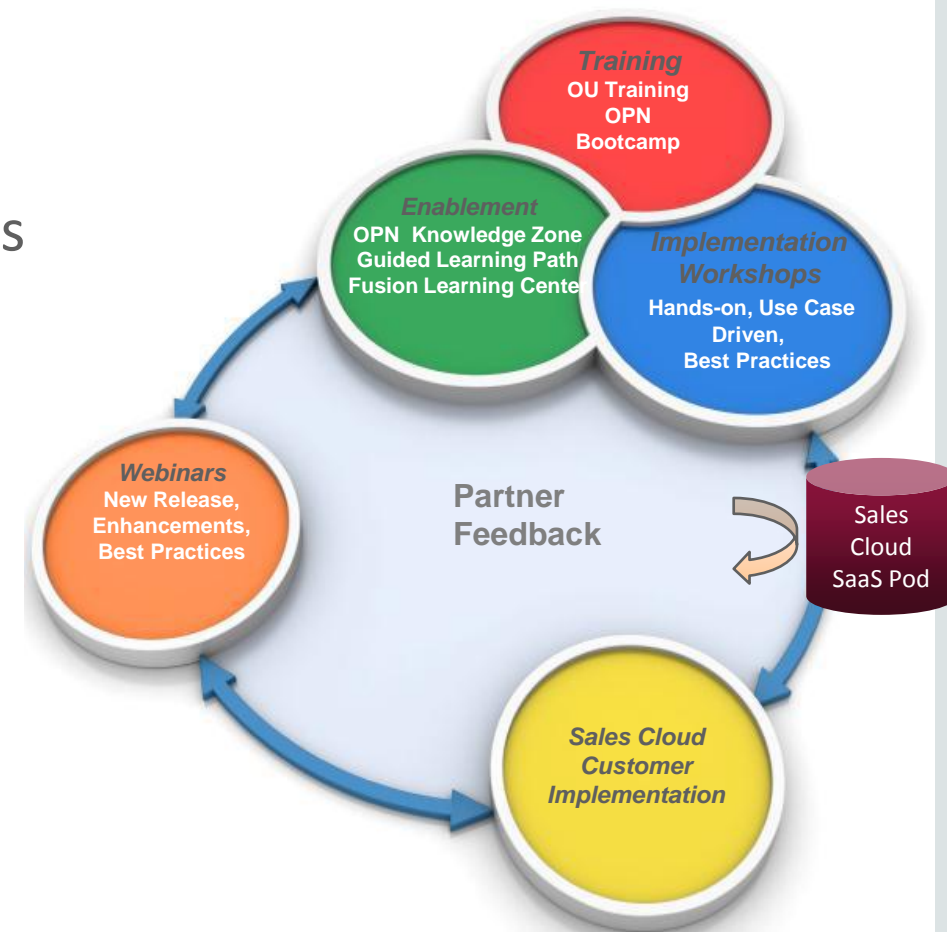 s
Training
OU Training
OPN
Bootcamp
Enablement
OPN Knowledge Zone
Guided Learning Path
Fusion Learning Cente
Implementation
Workshops
Hands-on, Use Case
Driven,
Best Practices
Webinars
New Release,
Enhancements,
Best Practices
Partner
Feedback
Sales
Cloud
SaaS Pod
Sales Cloud
Customer
Implementation